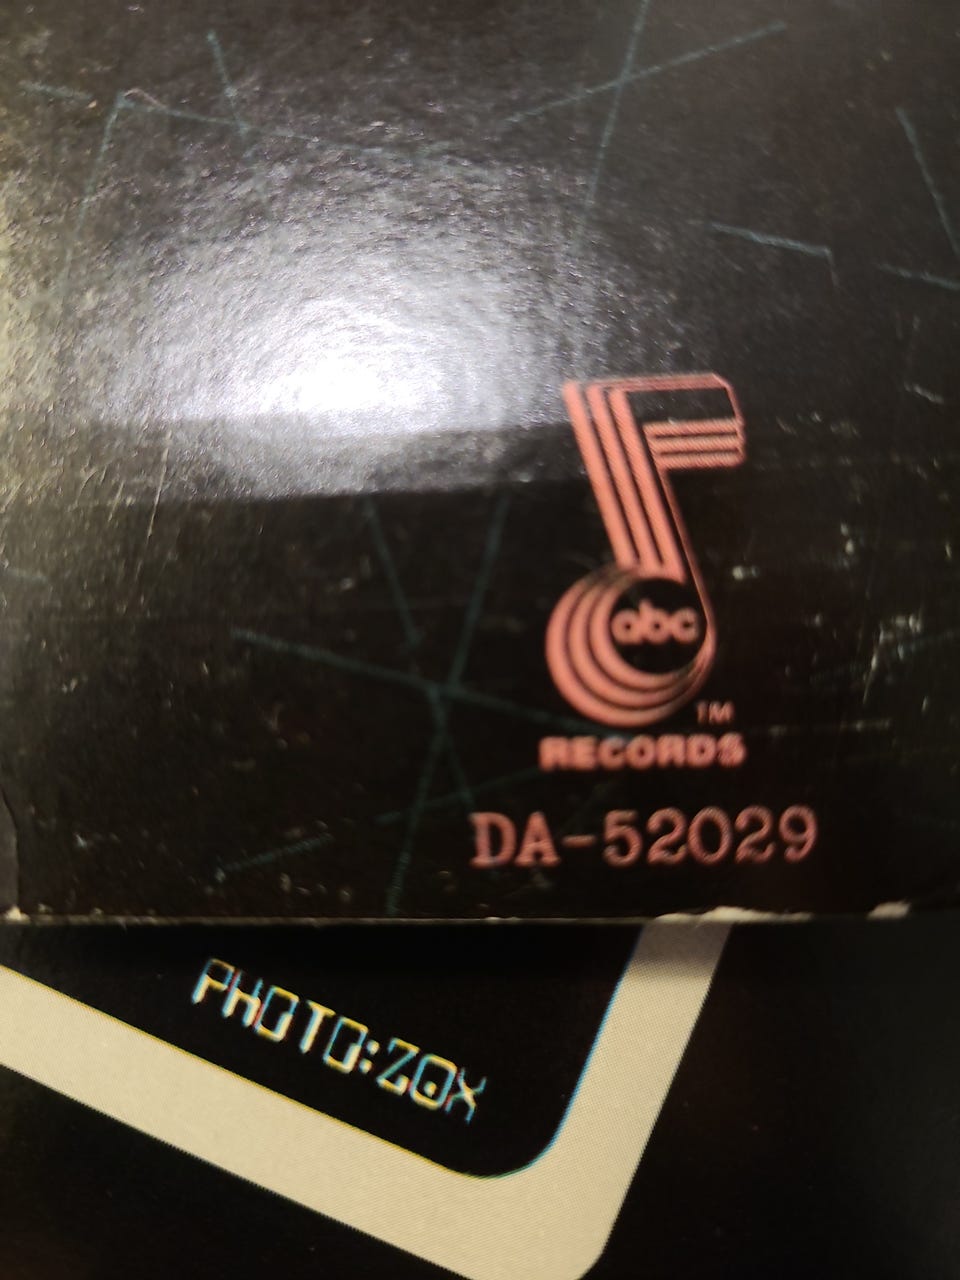 abc
TM
RECORDS
DA-52029
PHOTO:ZOX